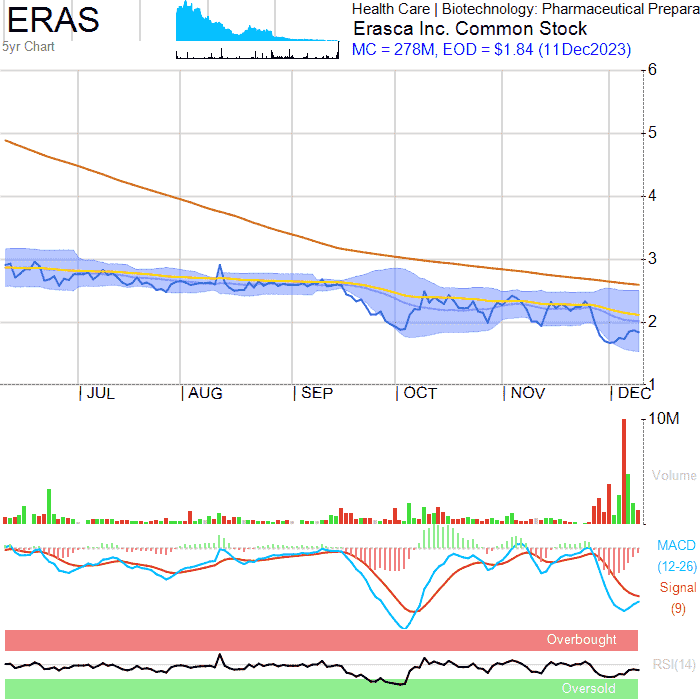 ERAS
5yr Chart
Health Care | Biotechnology: Pharmaceutical Prepara
Erasca Inc. Common Stock
MC = 278M, EOD = $1.84 (11Dec2023)
6
5
4
3
2
1
JUL AUG SEP OCT NOV DEC
10M
Volume
MACD
(12-26)
Signal
(9)
Overbought
RSI(14)
Oversold